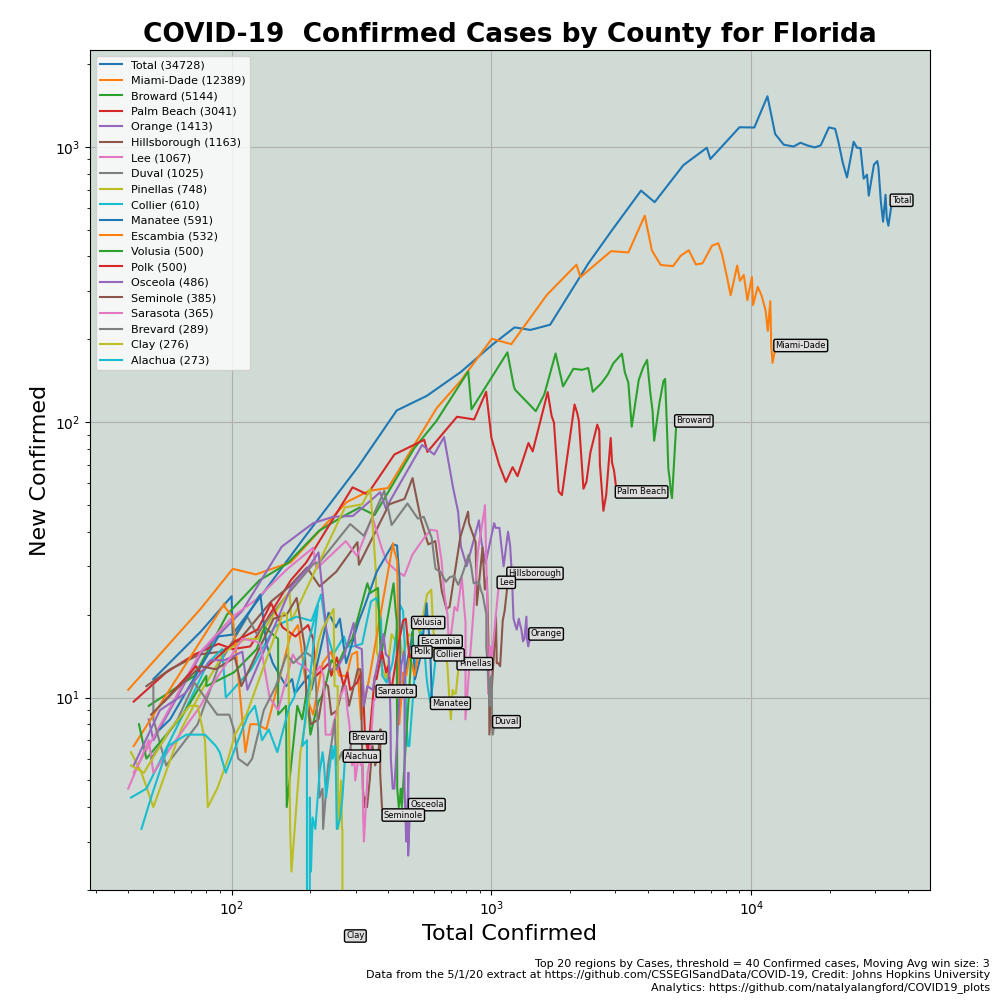 COVID-19  Confirmed Cases by County for Florida
Total (34728)
Miami-Dade (12389)
Broward (5144)
Palm Beach (3041)
Orange (1413)
Hillsborough (1163)
Lee (1067)
Duval (1025)
Pinellas (748)
Collier (610)
Manatee (591)
Escambia (532)
Volusia (500)
Polk (500)
Osceola (486)
Seminole (385)
Sarasota (365)
Brevard (289)
Clay (276)
Alachua (273)
New Confirmed
10³
10²
10¹
Total
Miami-Dade
Broward
Palm Beach
Hillsborough
Lee
Orange
Volusia
Escambia
Polk
Collier
Pinellas
Sarasota
Manatee
Duval
Brevard
Alachua
Osceola
Seminole
10²
10³
10⁴
Clay
Total Confirmed
Top 20 regions by Cases, threshold = 40 Confirmed cases, Moving Avg win size: 3
Data from the 5/1/20 extract at https://github.com/CSSEGISandData/COVID-19, Credit: Johns Hopkins University
Analytics: https://github.com/natalyalangford/COVID19_plots